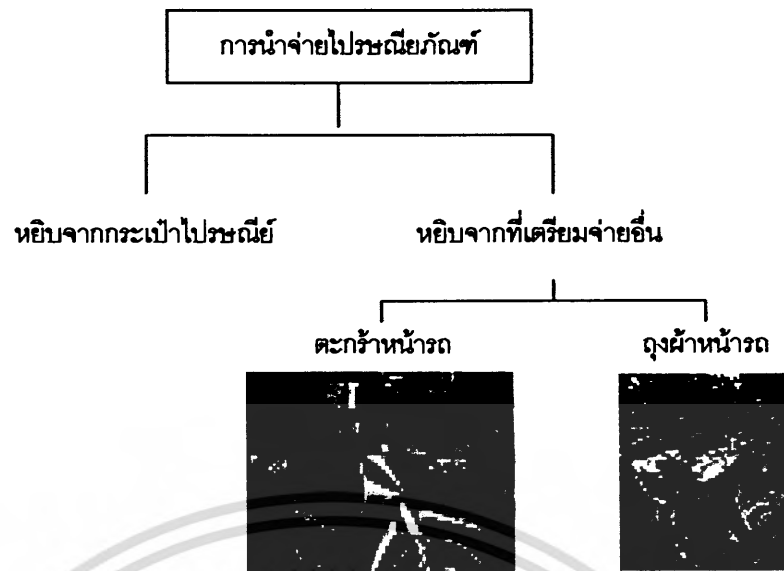 การนำจ่ายไปรษณียภัณฑ์
หยิบจากกระเป๋าไปรษณีย์ หยิบจากที่เตรียมจ่ายอื่น
ตะกร้าหน้ารถ ถุงผ้าหน้ารถ